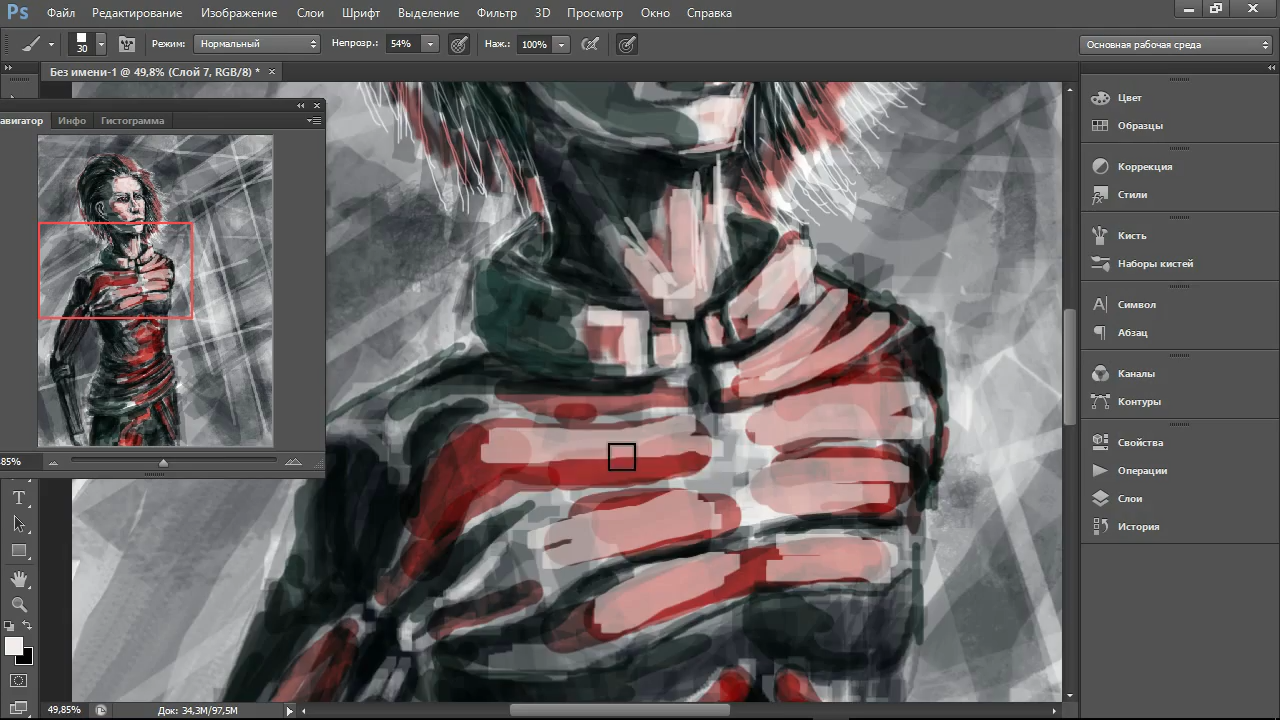 Ps Файл Редактирование Изображение Слои Шрифт Выделение Фильтр 3D Просмотр Окно Справка
30 Режим: Нормальный Непрозр.: 54% Наж.: 100% Основная рабочая среда
Без имени-1 @ 49,8% (Слой 7, RGB/8) * ×
авигатор Инфо Гистограмма
85%
T
Цвет
Образцы
Коррекция
fx Стили
Кисть
Наборы кистей
A Символ
Абзац
Каналы
Контуры
Свойства
Операции
Слои
История
49,85% Док: 34,3M/97,5M